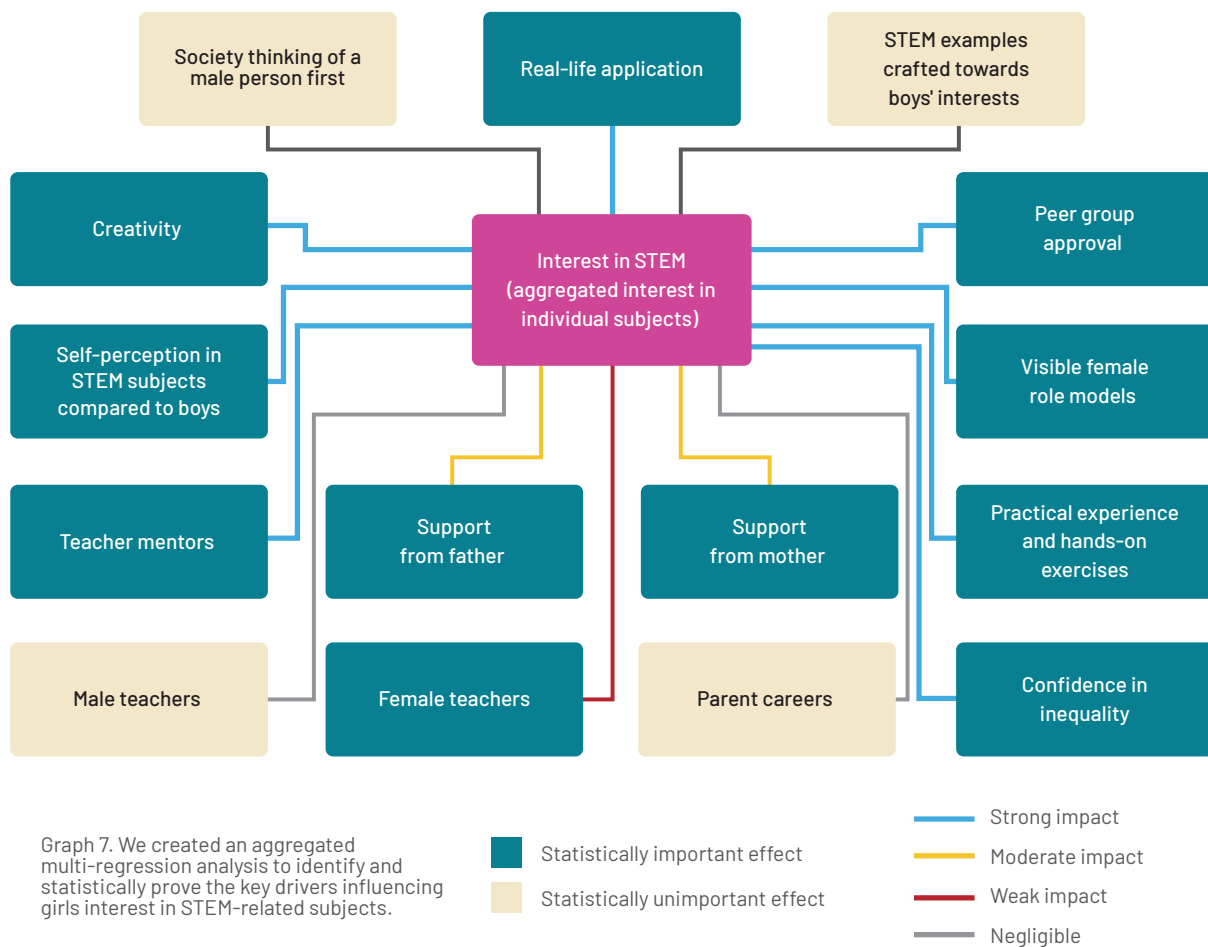 Society thinking of a
male person first
Real-life application
STEM examples
crafted towards
boys' interests
Creativity
Interest in STEM
(aggregated interest in
individual subjects)
Peer group
approval
Self-perception in
STEM subjects
compared to boys
Visible female
role models
Teacher mentors
Support
from father
Support
from mother
Practical experience
and hands-on
exercises
Male teachers
Female teachers
Parent careers
Confidence in
inequality
Graph 7. We created an aggregated
multi-regression analysis to identify and
statistically prove the key drivers influencing
girls interest in STEM-related subjects.
Statistically important effect
Statistically unimportant effect
Strong impact
Moderate impact
Weak impact
Negligible